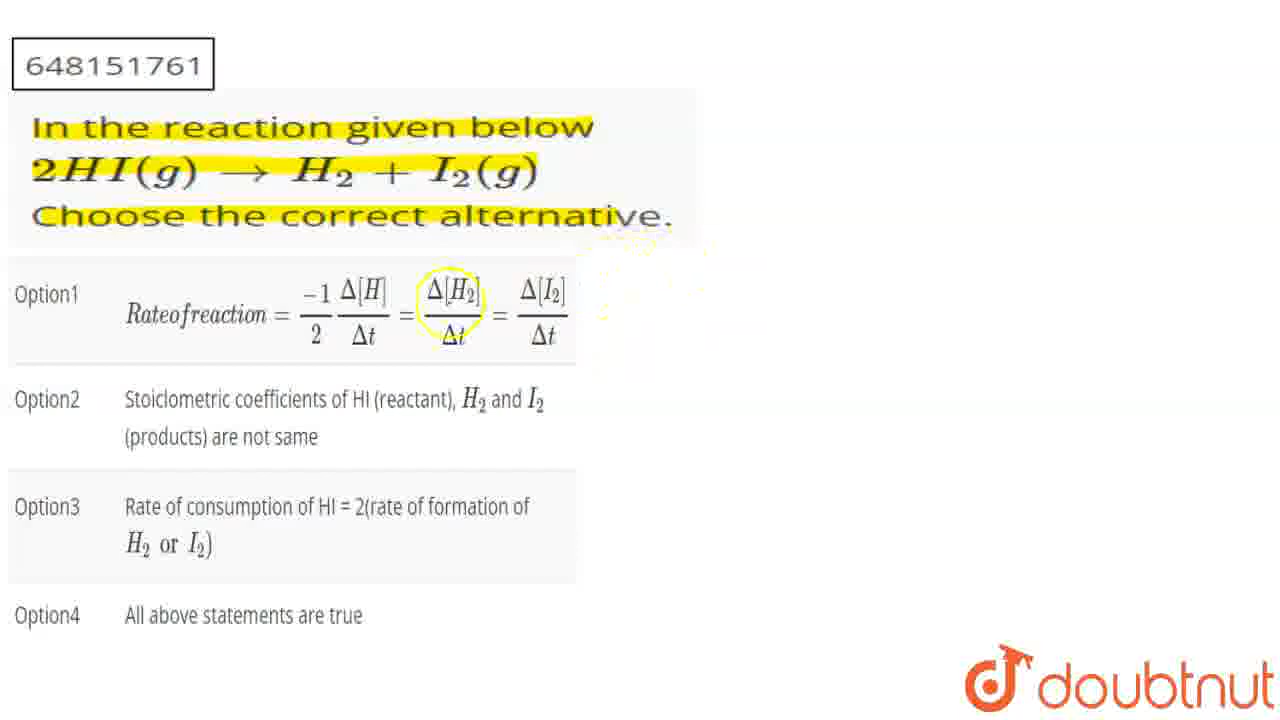 648151761
In the reaction given below
2HI(g) → H₂ + I₂(g)
Choose the correct alternative.
Option1 Rateofreaction = −1/2 Δ[H]/Δt = Δ[H₂]/Δt = Δ[I₂]/Δt
Option2 Stoiclometric coefficients of HI (reactant), H₂ and I₂
(products) are not same
Option3 Rate of consumption of HI = 2(rate of formation of
H₂ or I₂)
Option4 All above statements are true
doubtnut